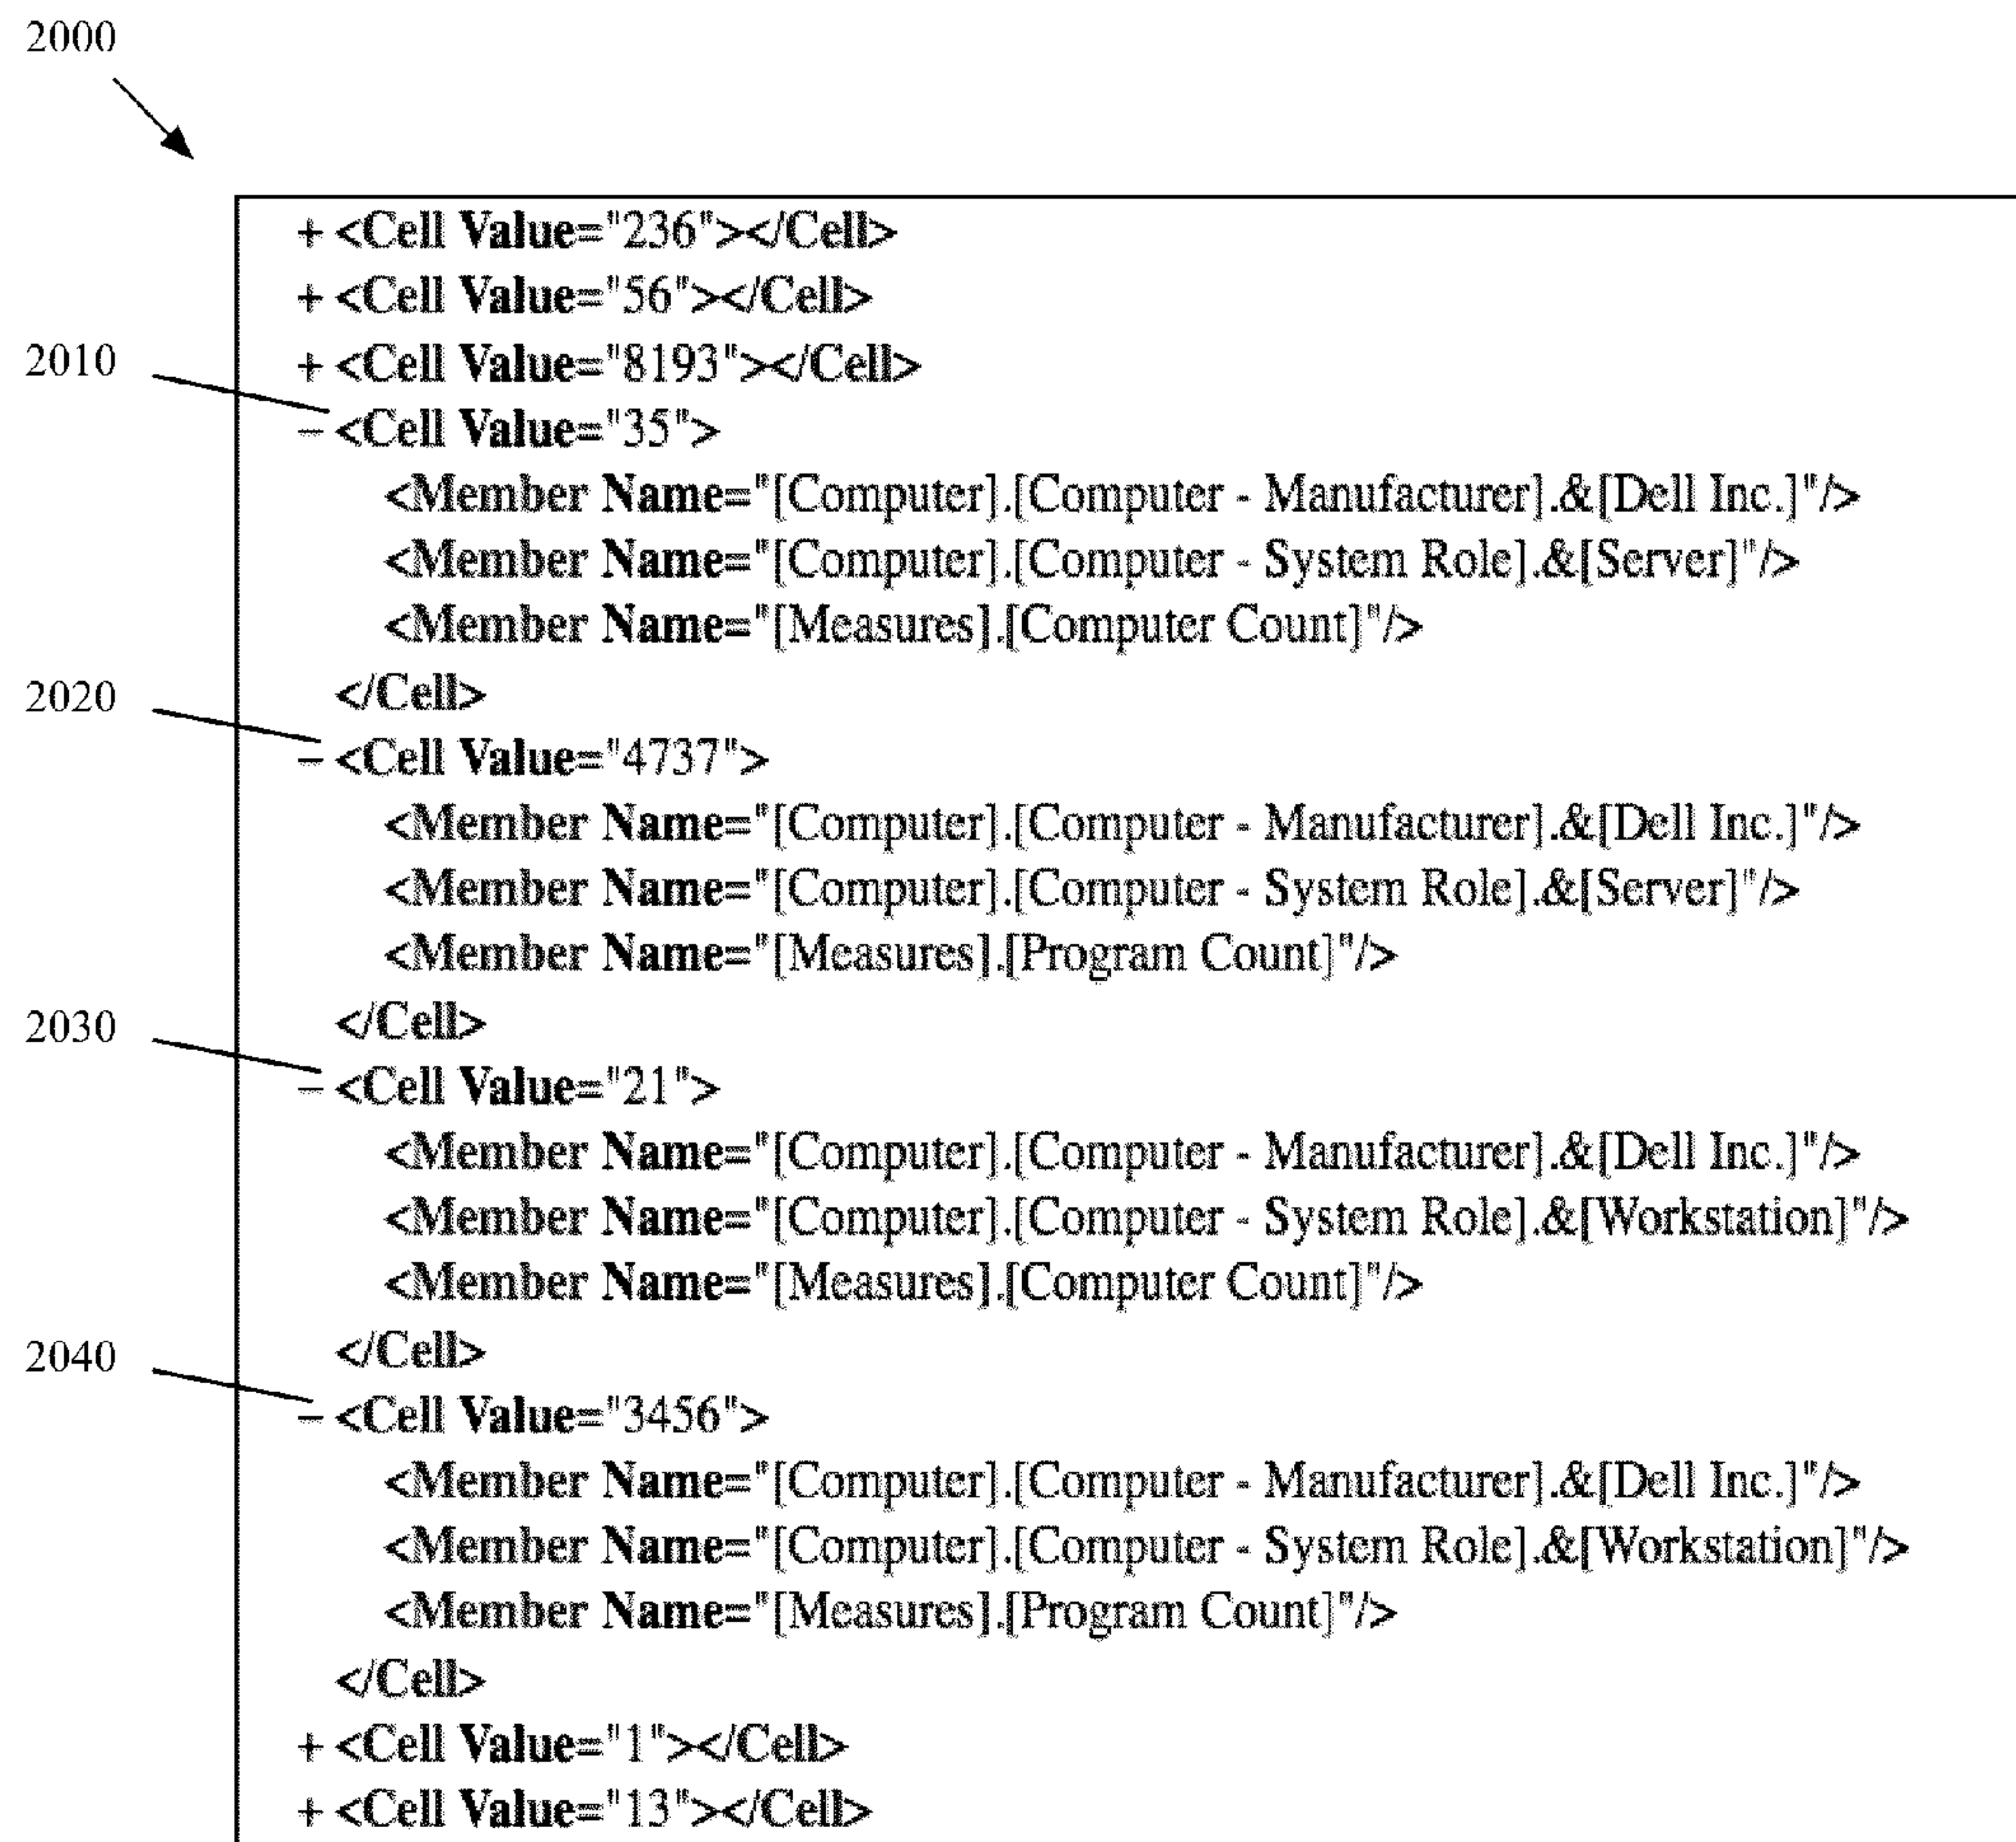 2000
+ <Cell Value="236"></Cell>
+ <Cell Value="56"></Cell>
2010
+ <Cell Value="8193"></Cell>
– <Cell Value="35">
<Member Name="[Computer].[Computer - Manufacturer].&[Dell Inc.]"/>
<Member Name="[Computer].[Computer - System Role].&[Server]"/>
<Member Name="[Measures].[Computer Count]"/>
2020
</Cell>
– <Cell Value="4737">
<Member Name="[Computer].[Computer - Manufacturer].&[Dell Inc.]"/>
<Member Name="[Computer].[Computer - System Role].&[Server]"/>
<Member Name="[Measures].[Program Count]"/>
2030
</Cell>
– <Cell Value="21">
<Member Name="[Computer].[Computer - Manufacturer].&[Dell Inc.]"/>
<Member Name="[Computer].[Computer - System Role].&[Workstation]"/>
<Member Name="[Measures].[Computer Count]"/>
2040
</Cell>
– <Cell Value="3456">
<Member Name="[Computer].[Computer - Manufacturer].&[Dell Inc.]"/>
<Member Name="[Computer].[Computer - System Role].&[Workstation]"/>
<Member Name="[Measures].[Program Count]"/>
</Cell>
+ <Cell Value="1"></Cell>
+ <Cell Value="13"></Cell>